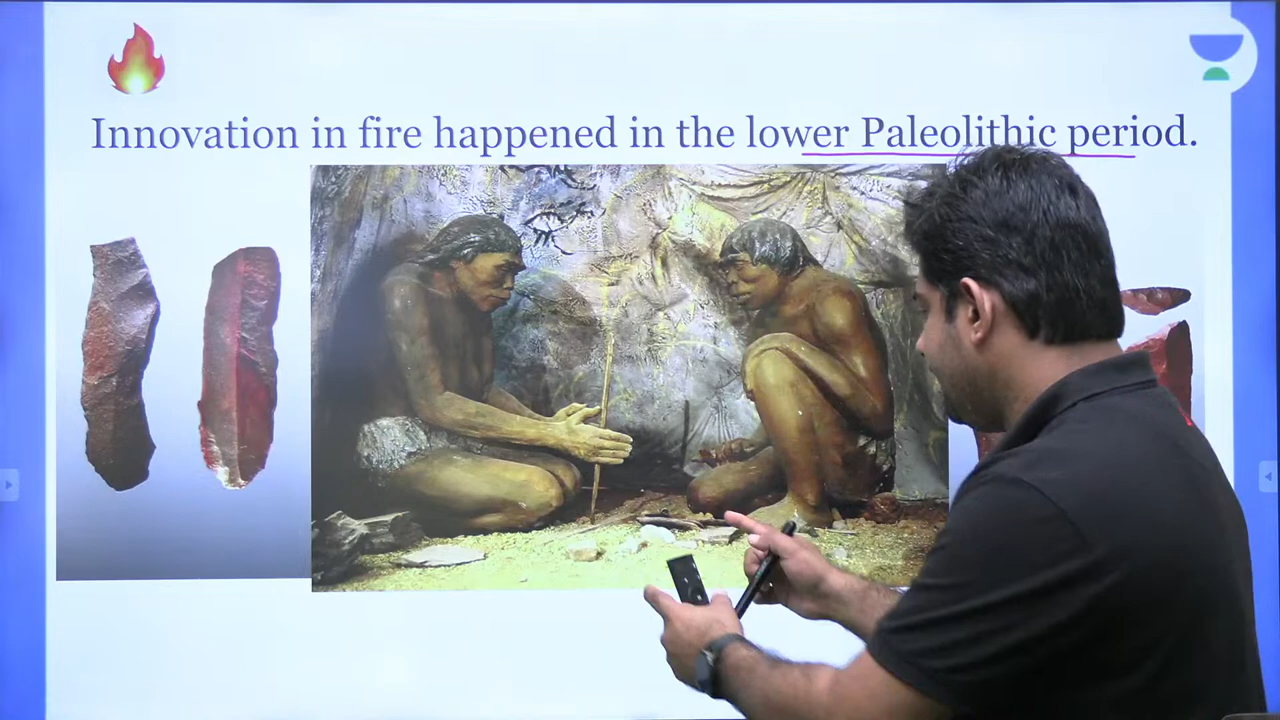 Innovation in fire happened in the lower Paleolithic period.